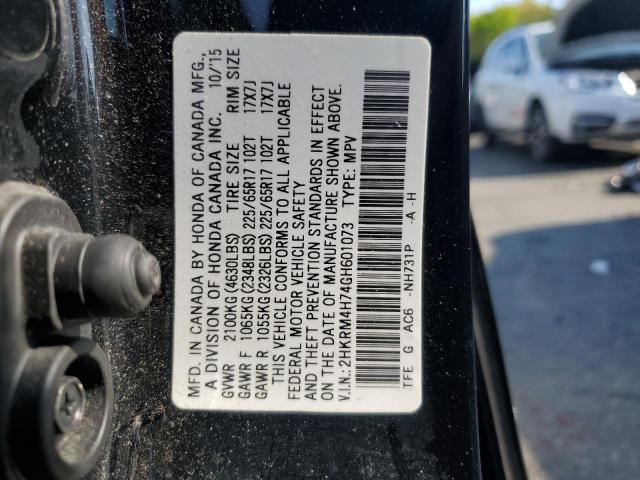 MFD. IN CANADA BY HONDA OF CANADA MFG.,
A DIVISION OF HONDA CANADA INC. 10/'15
GVWR 2100KG (4630LBS) TIRE SIZE RIM SIZE
GAWR F 1065KG (2348LBS) 225/65R17 102T 17X7J
GAWR R 1055KG (2326LBS) 225/65R17 102T 17X7J
THIS VEHICLE CONFORMS TO ALL APPLICABLE
FEDERAL MOTOR VEHICLE SAFETY
AND THEFT PREVENTION STANDARDS IN EFFECT
ON THE DATE OF MANUFACTURE SHOWN ABOVE.
V.I.N.: 2HKRM4H74GH601073 TYPE: MPV
TFE G AC6 -NH731P -A -H